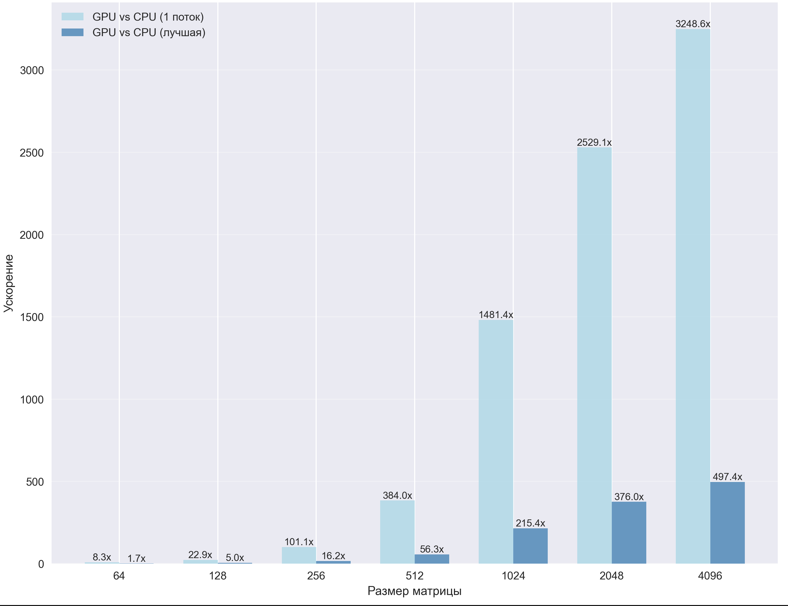 GPU vs CPU (1 поток)
GPU vs CPU (лучшая)
3248.6x
3000
2529.1x
2500
2000
1481.4x
1500
1000
500
497.4x
384.0x
376.0x
215.4x
101.1x
56.3x
22.9x
16.2x
8.3x
1.7x
5.0x
0
64
128
256
512
1024
2048
4096
Ускорение
Размер матрицы